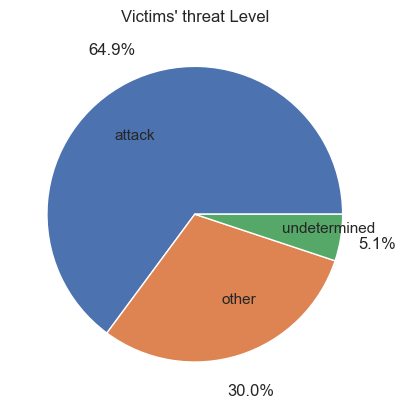 Victims' threat Level
64.9%
attack
undetermined
5.1%
other
30.0%